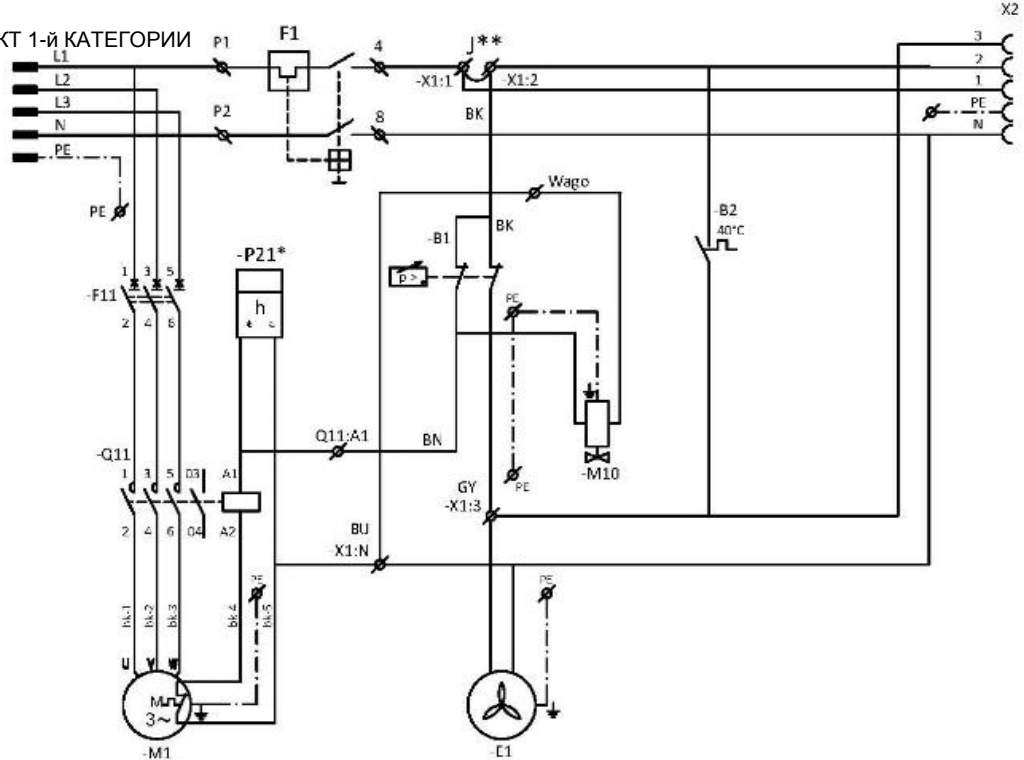 X2
КТ 1-й КАТЕГОРИИ
P1
F1
4
J**
3
L1
2
L2
-X1:1
-X1:2
1
L3
P2
BK
PE
N
8
N
PE
Wago
PE
-B1
BK
-B2
40°C
-P21*
p >
1 3 5
-F11
h
PE
2 4 6
Q11:A1
BN
-M10
-Q11
1 3 5 03
A1
GY
PE
-X1:3
2 4 6 04
A2
BU
-X1:N
PE
PE
bk-1
bk-2
bk-3
bk-4
bk-5
U V W
M
3~
-M1
-E1